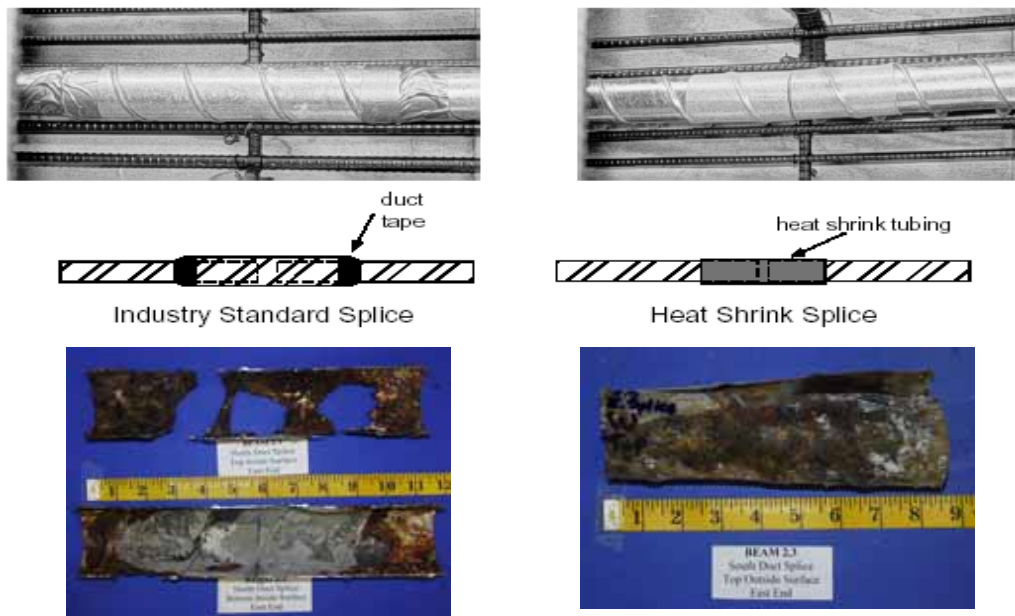 duct
tape
heat shrink tubing
Industry Standard Splice
Heat Shrink Splice
South Duct Splice
Top Inside Surface
East End
1 2 3 4 5 6 7 8 9 10 11 12
South Duct Splice
Bottom Inside Surface
East End
E. Splice
1 2 3 4 5 6 7 8 9
BEAM 2.3
South Duct Splice
Top Outside Surface
East End